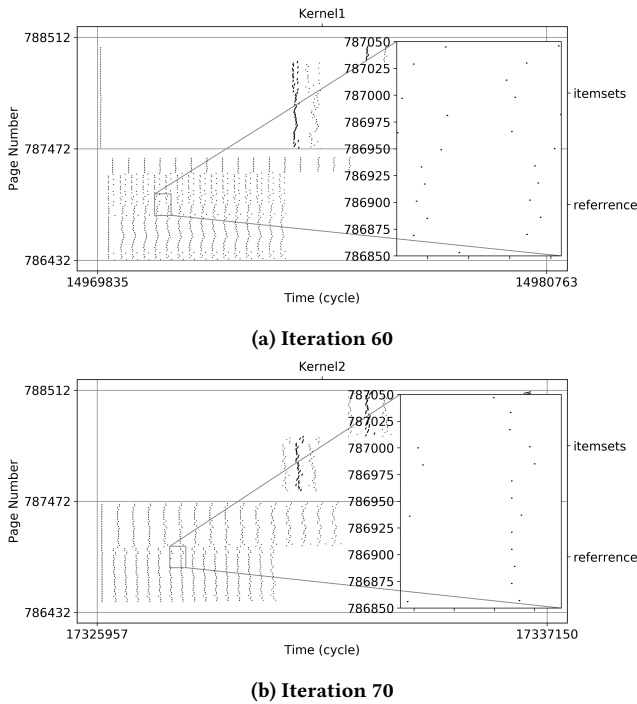 Kernel1
788512
787472
786432
Page Number
787050
787025
787000
786975
786950
786925
786900
786875
786850
itemsets
referrence
14969835
14980763
Time (cycle)
(a) Iteration 60
Kernel2
788512
787472
786432
Page Number
787050
787025
787000
786975
786950
786925
786900
786875
786850
itemsets
referrence
17325957
17337150
Time (cycle)
(b) Iteration 70